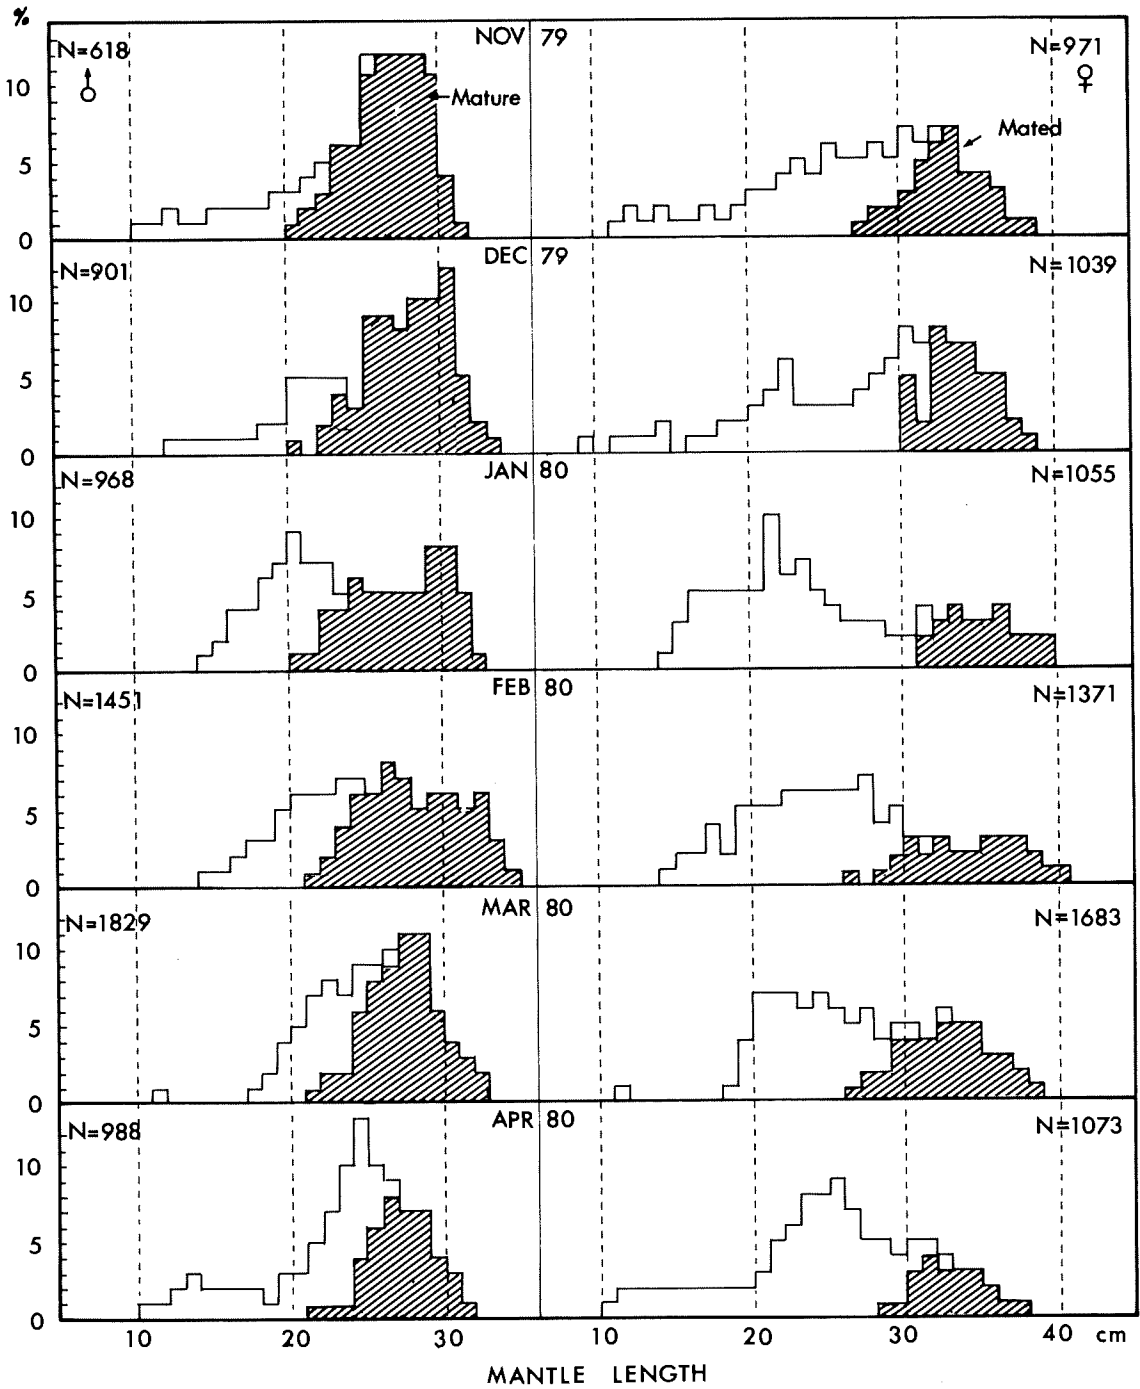 %
N=618 NOV 79 N=971
♂ ♀
10
Mature
Mated
5
0
N=901 DEC 79 N=1039
10
5
0
N=968 JAN 80 N=1055
10
5
0
N=1451 FEB 80 N=1371
10
5
0
N=1829 MAR 80 N=1683
10
5
0
N=988 APR 80 N=1073
10
5
0
10 20 30 10 20 30 40 cm
MANTLE LENGTH